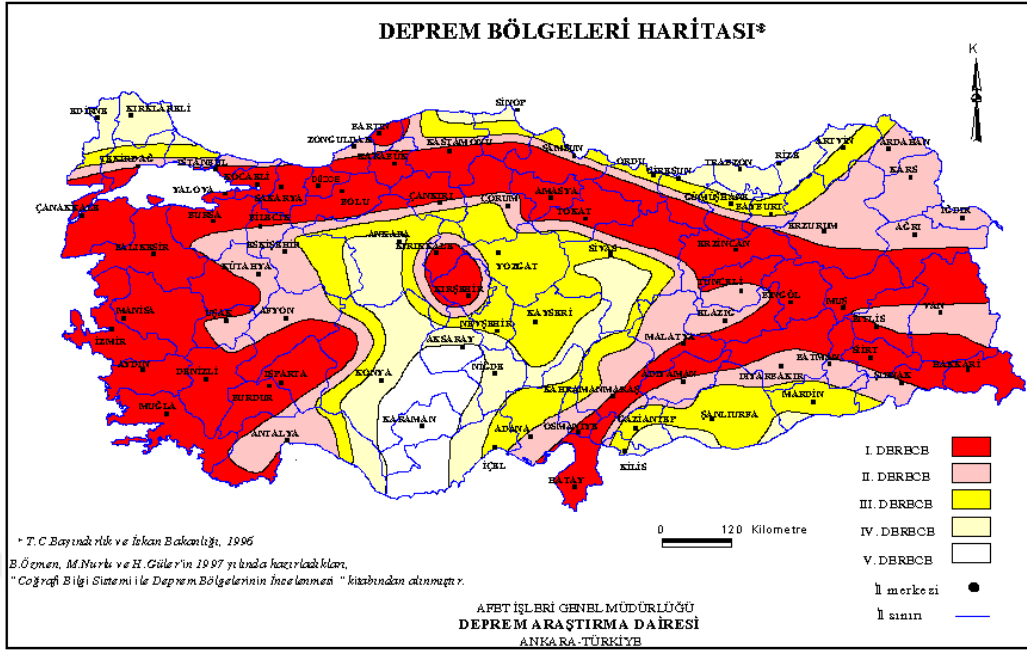 DEPREM BÖLGELERİ HARİTASI*
K
SİNOP
EDİRNE
KIRKLARELİ
BARTIN
ZONGULDAK
KASTAMONU
SAMSUN
ARTVİN
ARDAHAN
TEKİRDAĞ
İSTANBUL
KARABÜK
ORDU
GİRESUN
TRABZON
RİZE
KARS
KOCAELİ
YALOVA
SAKARYA
DÜZCE
BOLU
ÇANKIRI
ÇORUM
AMASYA
TOKAT
GÜMÜŞHANE
BAYBURT
IĞDIR
ÇANAKKALE
BURSA
BİLECİK
ERZURUM
AĞRI
BALIKESİR
ESKİŞEHİR
ANKARA
KIRIKKALE
SİVAS
ERZİNCAN
KÜTAHYA
YOZGAT
KIRŞEHİR
TUNCELİ
BİNGÖL
MUŞ
VAN
MANİSA
UŞAK
AFYON
NEVŞEHİR
KAYSERİ
ELAZIĞ
BİTLİS
İZMİR
AKSARAY
MALATYA
AYDIN
DENİZLİ
ISPARTA
KONYA
NİĞDE
KAHRAMANMARAŞ
ADIYAMAN
DİYARBAKIR
BATMAN
SİİRT
ŞIRNAK
HAKKARİ
BURDUR
MUĞLA
KARAMAN
MARDİN
ANTALYA
ADANA
OSMANİYE
GAZİANTEP
ŞANLIURFA
İÇEL
KİLİS
HATAY
I. DERECE
II. DERECE
III. DERECE
IV. DERECE
V. DERECE
İl merkezi
İl sınırı
0 120 Kilometre
* T.C.Bayındırlık ve İskan Bakanlığı, 1996
B.Özmen, M.Nurlu ve H.Güler'in 1997 yılında hazırladıkları,
" Coğrafi Bilgi Sistemi ile Deprem Bölgelerinin İncelenmesi " kitabından alınmıştır.
AFET İŞLERİ GENEL MÜDÜRLÜĞÜ
DEPREM ARAŞTIRMA DAİRESİ
ANKARA-TÜRKİYE